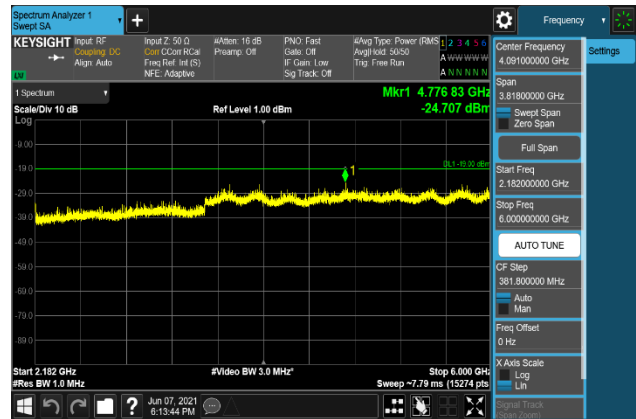 Spectrum Analyzer 1
Swept SA
Frequency
KEYSIGHT
Input: RF
Coupling: DC
Align: Auto
Input Z: 50 Ω
Corr CCorr RCal
Freq Ref: Int (S)
NFE: Adaptive
#Atten: 16 dB
Preamp: Off
PNO: Fast
Gate: Off
IF Gain: Low
Sig Track: Off
#Avg Type: Power (RMS
Avg|Hold: 50/50
Trig: Free Run
1 2 3 4 5 6
A WW WW W
A N N N N N
LXI
1 Spectrum
Scale/Div 10 dB
Log
Ref Level 1.00 dBm
Mkr1 4.776 83 GHz
-24.707 dBm
-9.00
-19.0
-29.0
-39.0
-49.0
-59.0
-69.0
-79.0
-89.0
DL1 -19.00 dBm
1
Start 2.182 GHz
#Res BW 1.0 MHz
#Video BW 3.0 MHz*
Stop 6.000 GHz
Sweep ~7.79 ms (15274 pts)
Center Frequency
4.091000000 GHz
Settings
Span
3.81800000 GHz
Swept Span
Zero Span
Full Span
Start Freq
2.182000000 GHz
Stop Freq
6.000000000 GHz
AUTO TUNE
CF Step
381.800000 MHz
Auto
Man
Freq Offset
0 Hz
X Axis Scale
Log
Lin
Signal Track
(Span Zoom)
?
Jun 07, 2021
6:13:44 PM